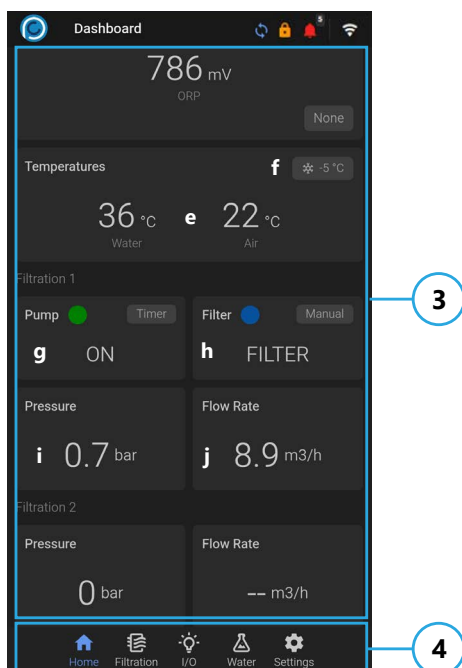 Dashboard 5
786 mV
ORP
None
Temperatures f -5 °C
36 °C e 22 °C
Water Air
Filtration 1
Pump Timer Filter Manual
g ON h FILTER
3
Pressure Flow Rate
i 0.7 bar j 8.9 m3/h
Filtration 2
Pressure Flow Rate
0 bar -- m3/h
4
Home Filtration I/O Water Settings